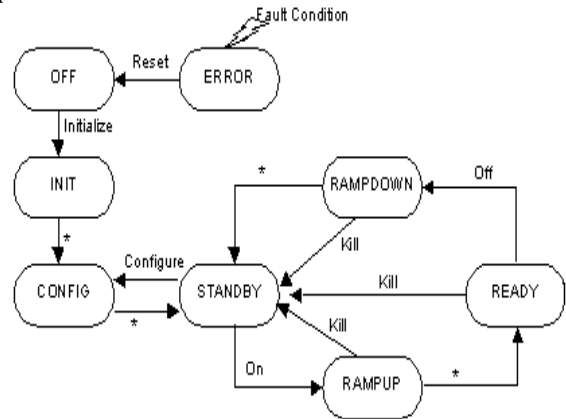 Fault Condition
OFF
Reset
ERROR
Initialize
INIT
*
RAMPDOWN
Off
*
Kill
Configure
CONFIG
STANDBY
Kill
READY
*
Kill
On
RAMPUP
*